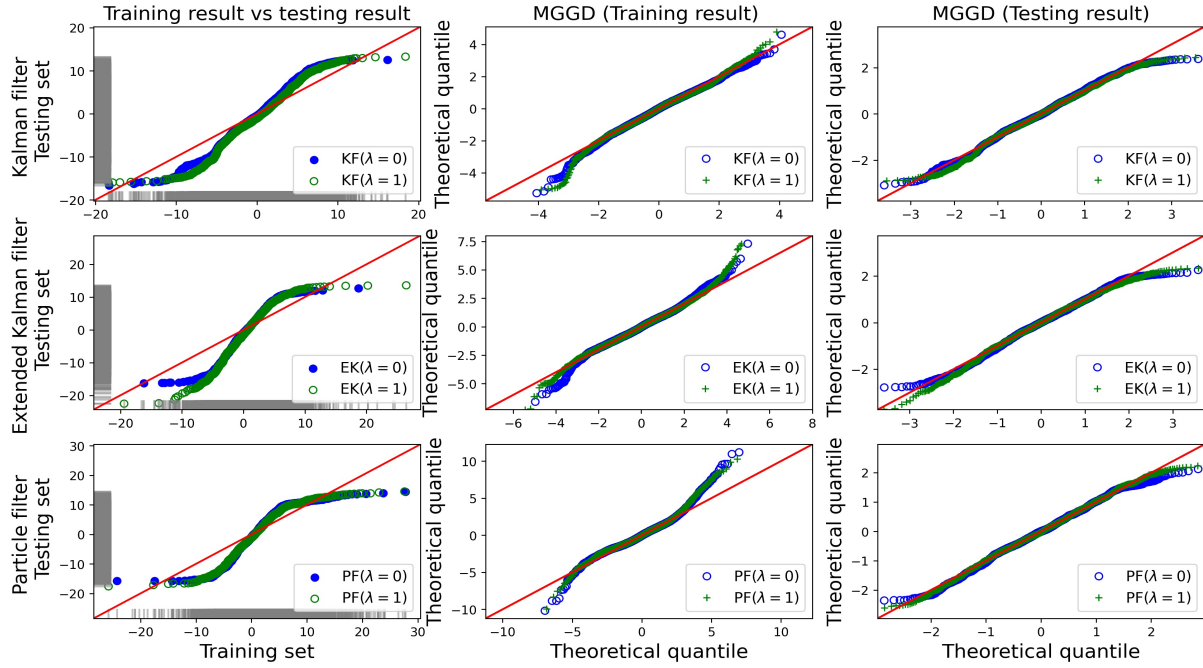 Training result vs testing result
MGGD (Training result)
MGGD (Testing result)
Kalman filter
Testing set
20
10
0
−10
−20
−20
−10
0
10
20
KF(λ = 0)
KF(λ = 1)
Theoretical quantile
4
2
0
−2
−4
−4
−2
0
2
4
KF(λ = 0)
KF(λ = 1)
Theoretical quantile
2
0
−2
−3
−2
−1
0
1
2
3
KF(λ = 0)
KF(λ = 1)
Extended Kalman filter
Testing set
20
10
0
−10
−20
−20
−10
0
10
20
EK(λ = 0)
EK(λ = 1)
Theoretical quantile
7.5
5.0
2.5
0.0
−2.5
−5.0
−6
−4
−2
0
2
4
6
8
EK(λ = 0)
EK(λ = 1)
Theoretical quantile
2
0
−2
−3
−2
−1
0
1
2
3
EK(λ = 0)
EK(λ = 1)
Particle filter
Testing set
30
20
10
0
−10
−20
−20
−10
0
10
20
30
PF(λ = 0)
PF(λ = 1)
Training set
Theoretical quantile
10
5
0
−5
−10
−10
−5
0
5
10
PF(λ = 0)
PF(λ = 1)
Theoretical quantile
Theoretical quantile
2
1
0
−1
−2
−2
−1
0
1
2
PF(λ = 0)
PF(λ = 1)
Theoretical quantile